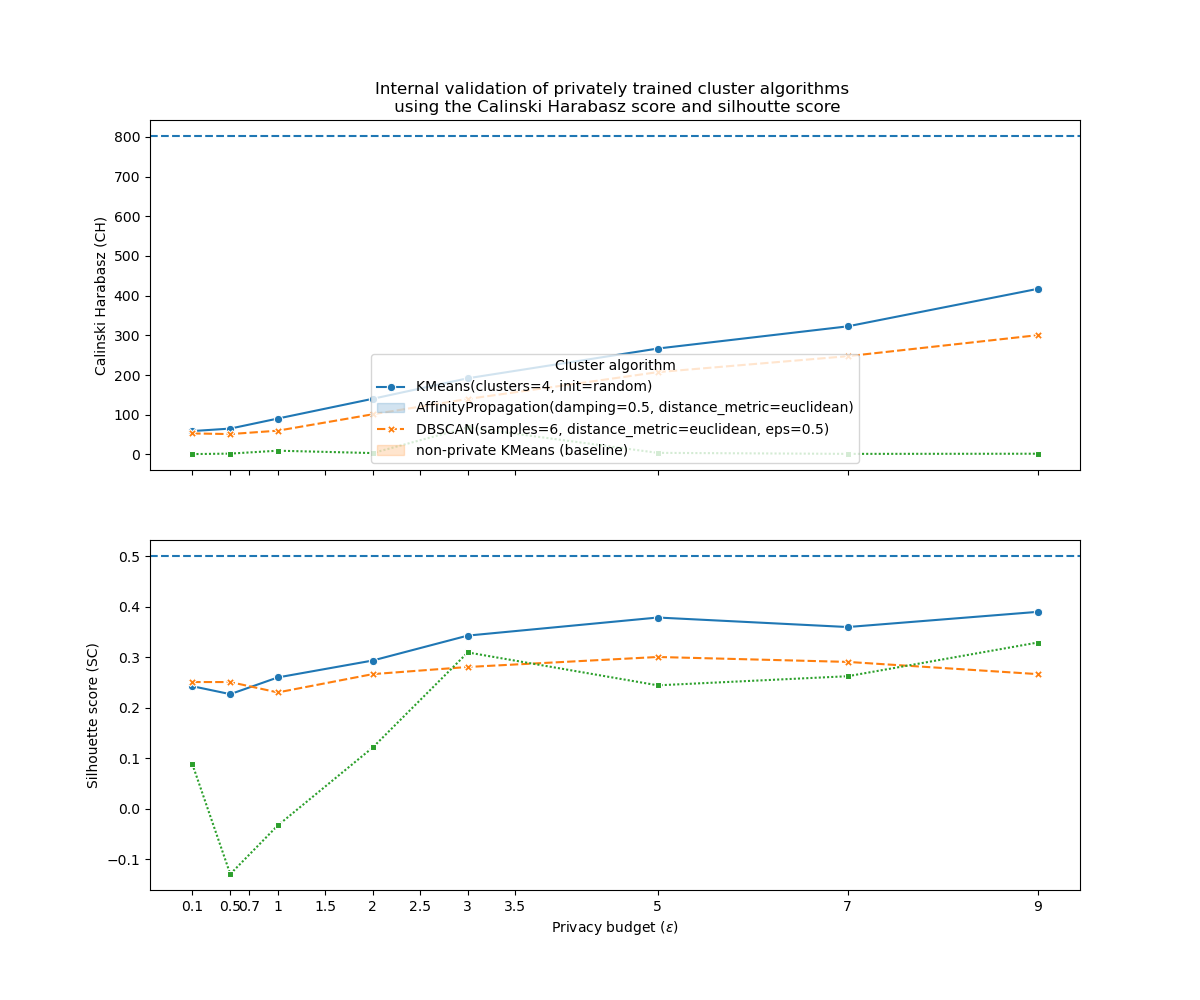 Internal validation of privately trained cluster algorithms
using the Calinski Harabasz score and silhoutte score
800
700
600
500
400
300
200
100
0
Calinski Harabasz (CH)
Cluster algorithm
KMeans(clusters=4, init=random)
AffinityPropagation(damping=0.5, distance_metric=euclidean)
DBSCAN(samples=6, distance_metric=euclidean, eps=0.5)
non-private KMeans (baseline)
0.5
0.4
0.3
0.2
0.1
0.0
−0.1
Silhouette score (SC)
0.1 0.5 0.7 1 1.5 2 2.5 3 3.5 5 7 9
Privacy budget (ε)